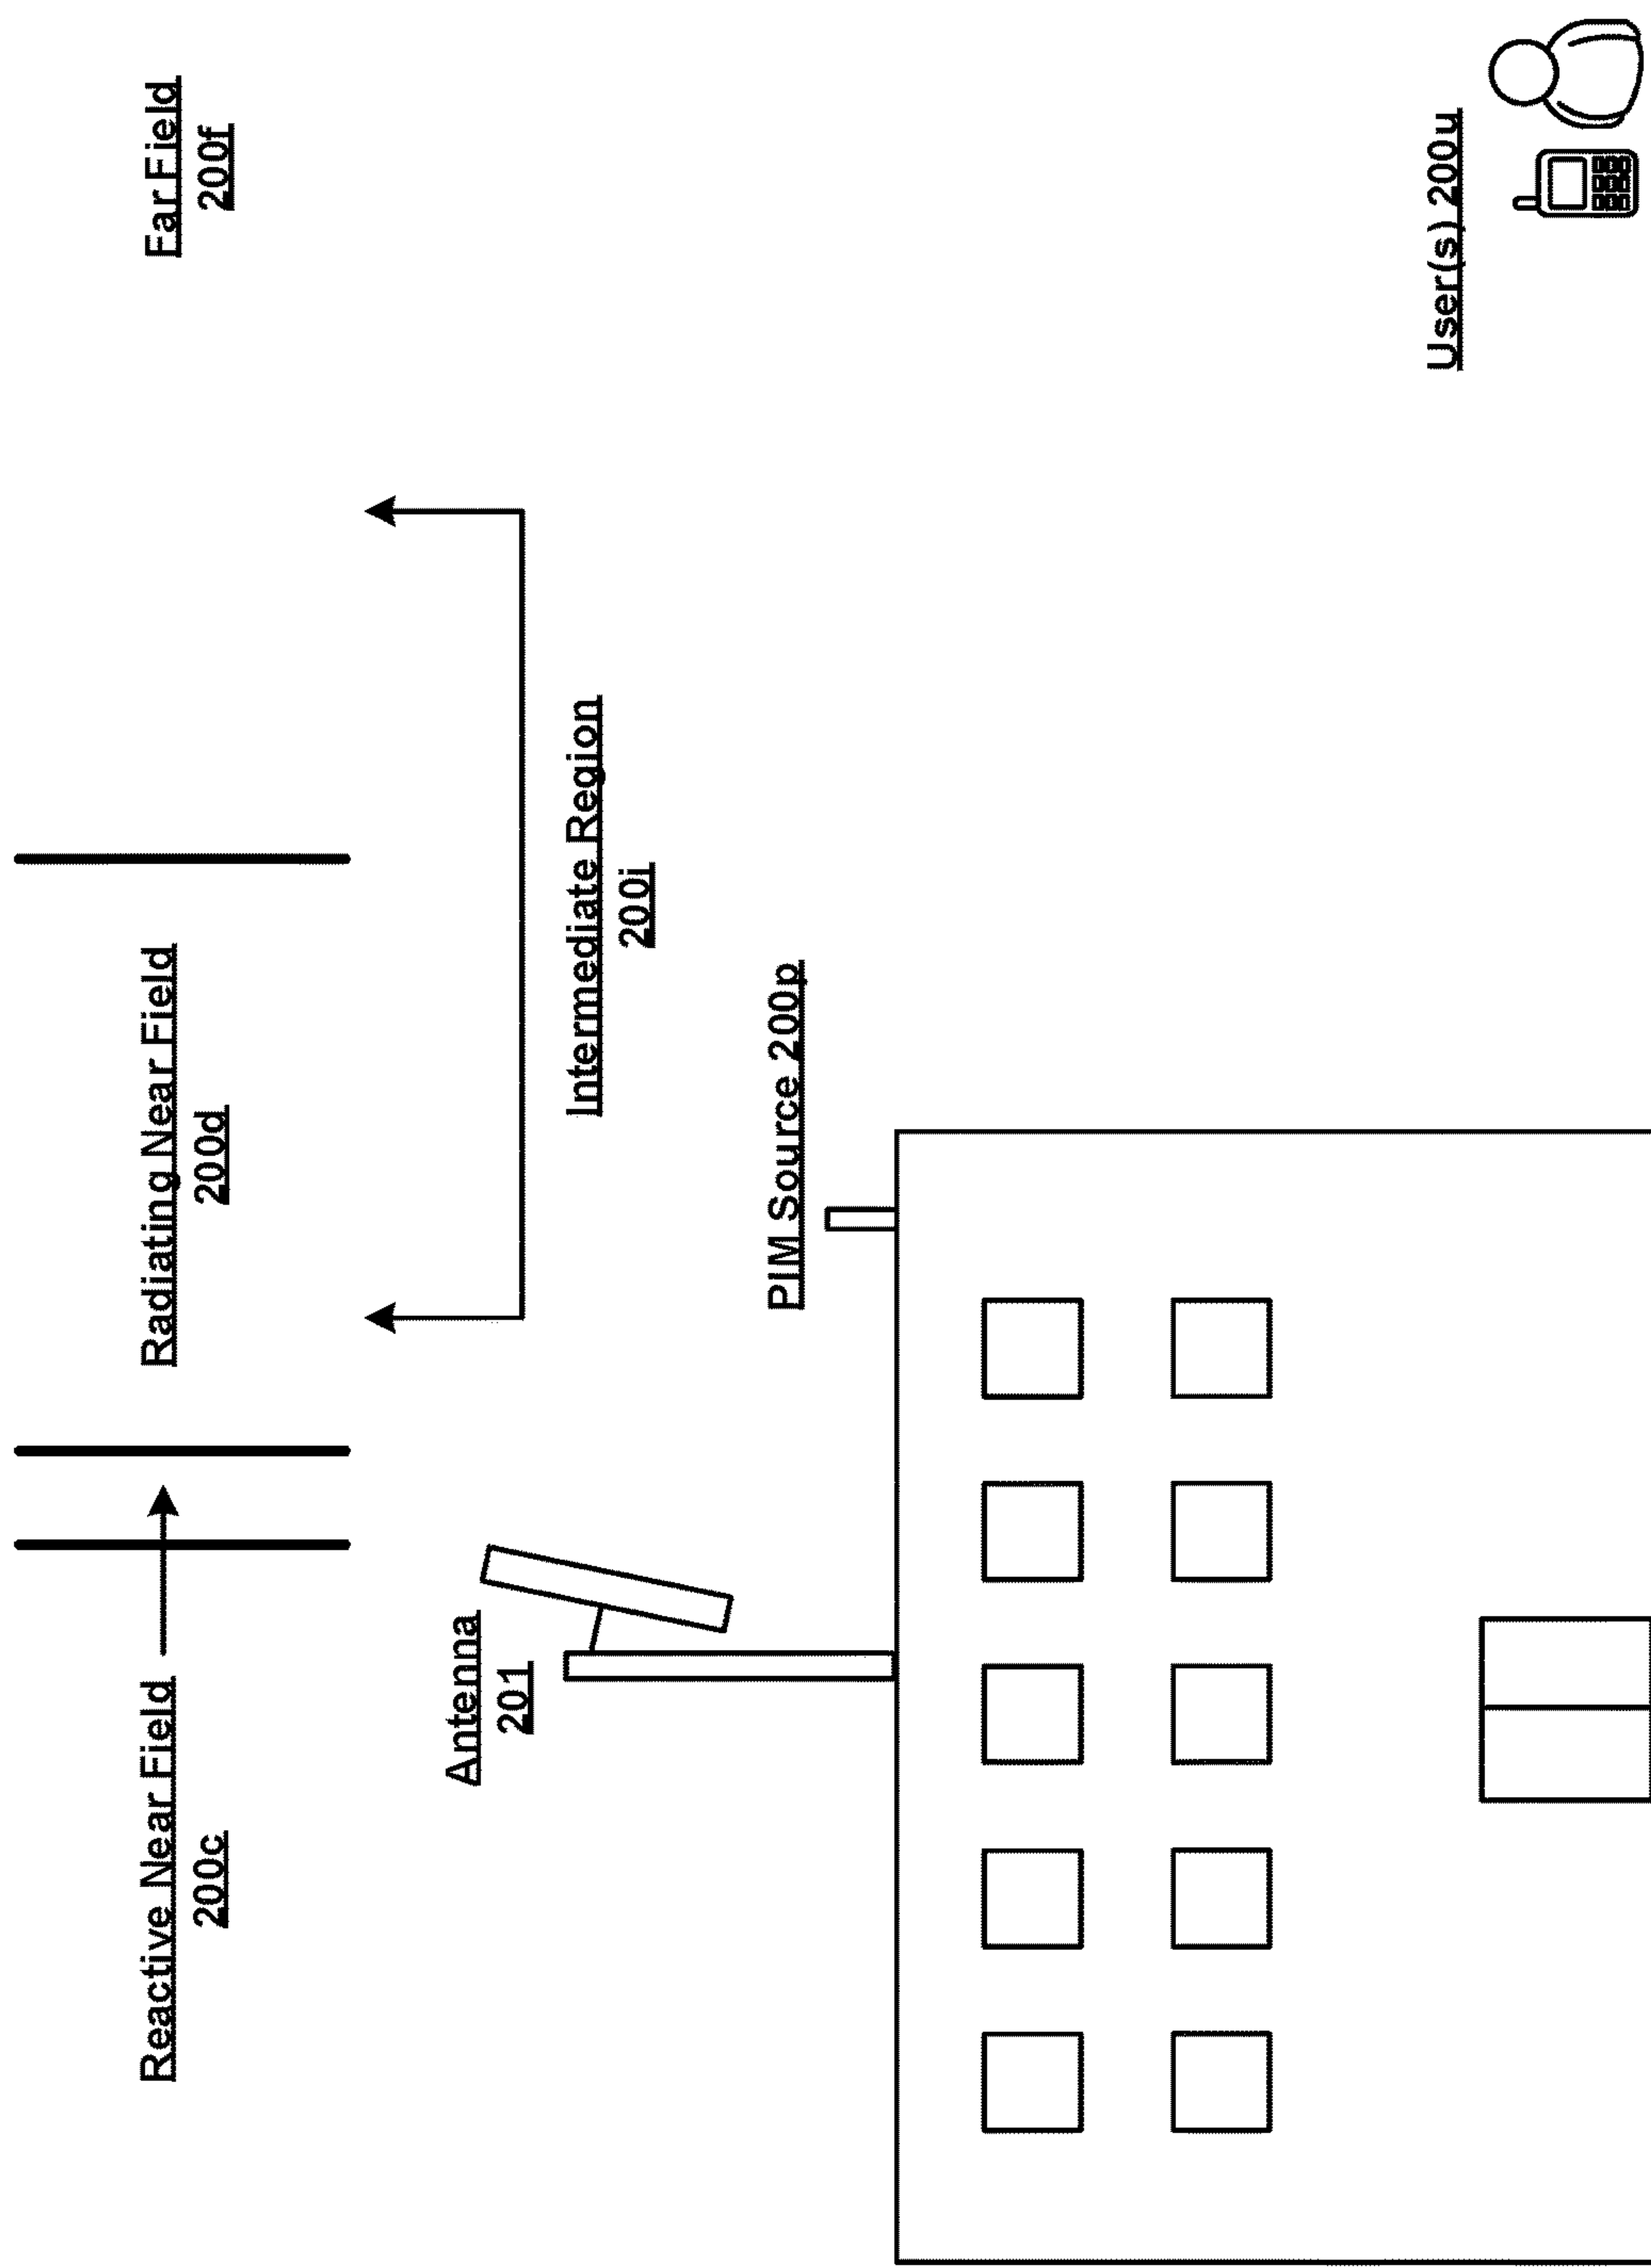 Reactive Near Field
200c
Radiating Near Field
200d
Far Field
200f
Antenna
201
Intermediate Region
200i
PIM Source 200p
User(s) 200u